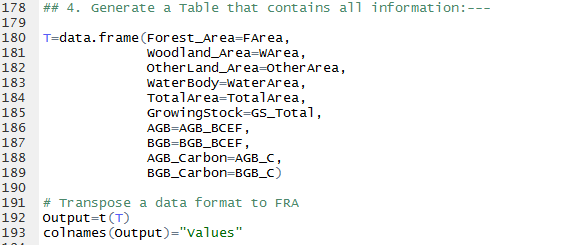 178 ## 4. Generate a Table that contains all information:---
179
180 T=data.frame(Forest_Area=FArea,
181 Woodland_Area=WArea,
182 OtherLand_Area=OtherArea,
183 WaterBody=WaterArea,
184 TotalArea=TotalArea,
185 GrowingStock=GS_Total,
186 AGB=AGB_BCEF,
187 BGB=BGB_BCEF,
188 AGB_Carbon=AGB_C,
189 BGB_Carbon=BGB_C)
190
191 # Transpose a data format to FRA
192 Output=t(T)
193 colnames(Output)="Values"